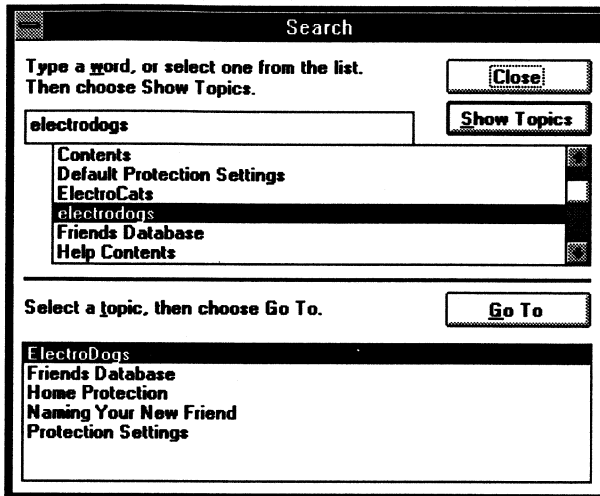 Search
Type a word, or select one from the list.
Then choose Show Topics.
Close
electrodogs
Show Topics
Contents
Default Protection Settings
ElectroCats
electrodogs
Friends Database
Help Contents
Select a topic, then choose Go To.
Go To
ElectroDogs
Friends Database
Home Protection
Naming Your New Friend
Protection Settings